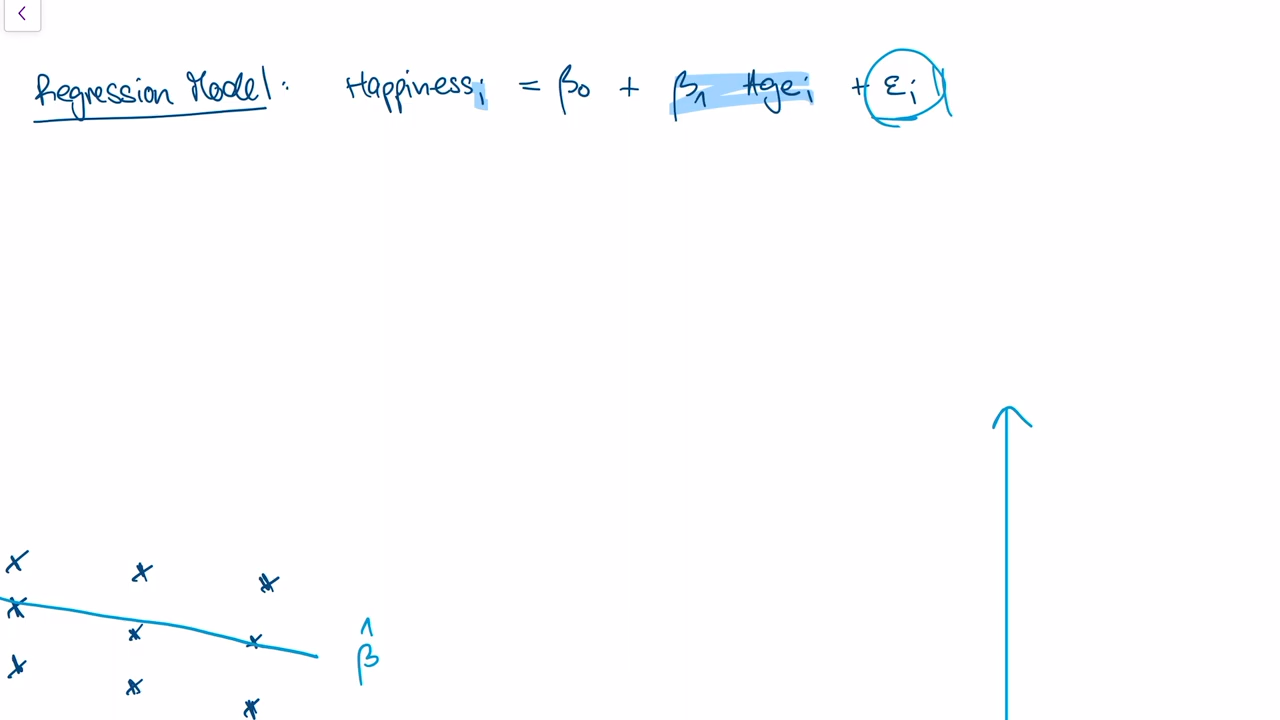 Regression Model: Happinessᵢ = β₀ + β₁ Ageᵢ + εᵢ
β̂